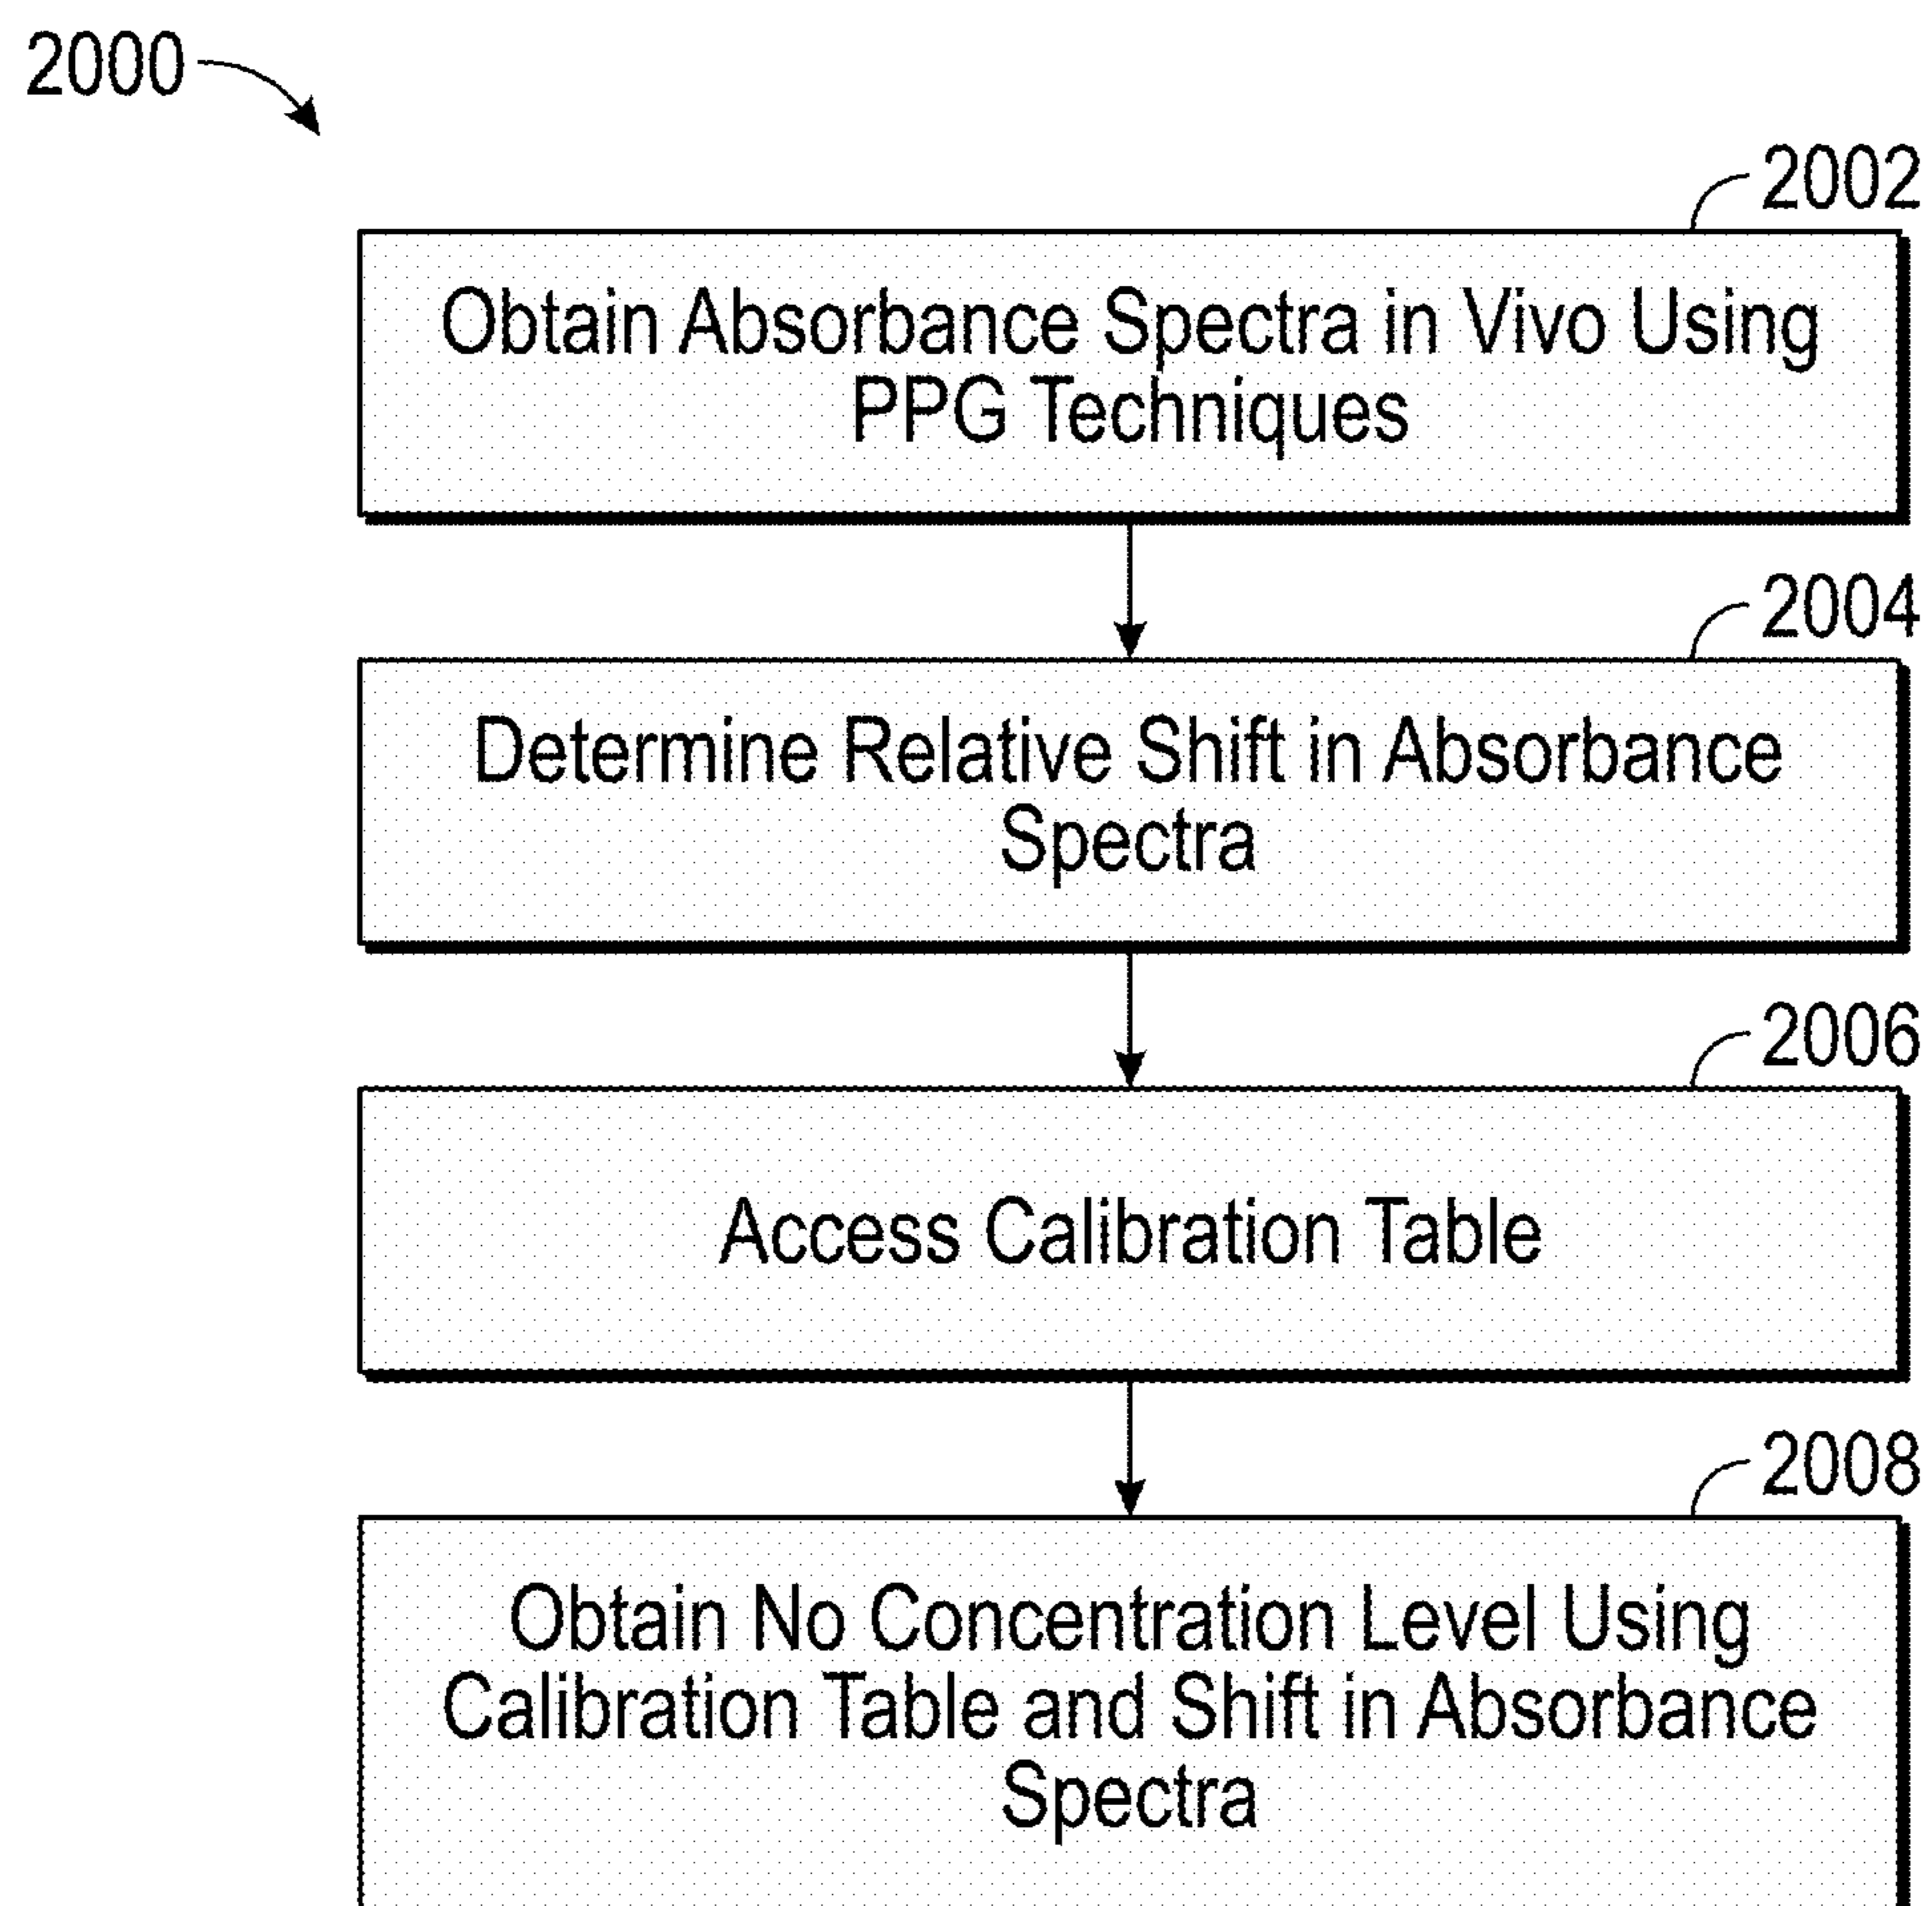 2000
2002
Obtain Absorbance Spectra in Vivo Using
PPG Techniques
2004
Determine Relative Shift in Absorbance
Spectra
2006
Access Calibration Table
2008
Obtain No Concentration Level Using
Calibration Table and Shift in Absorbance
Spectra